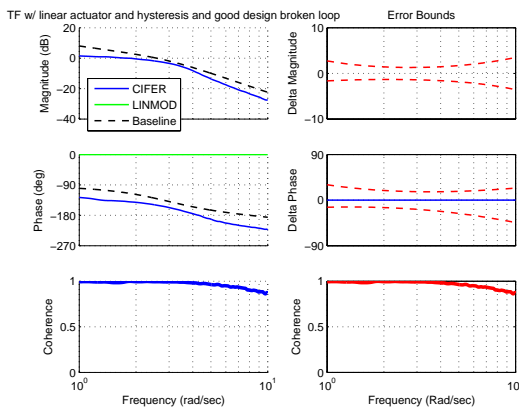 TF w/ linear actuator and hysteresis and good design broken loop
Error Bounds
Magnitude (dB)
20
0
-20
-40
CIFER
LINMOD
Baseline
Delta Magnitude
10
0
-10
Phase (deg)
0
-90
-180
-270
Delta Phase
90
0
-90
Coherence
1
0.5
0
10^0
10^1
Frequency (rad/sec)
Coherence
1
0.5
0
10^0
10^1
Frequency (Rad/sec)